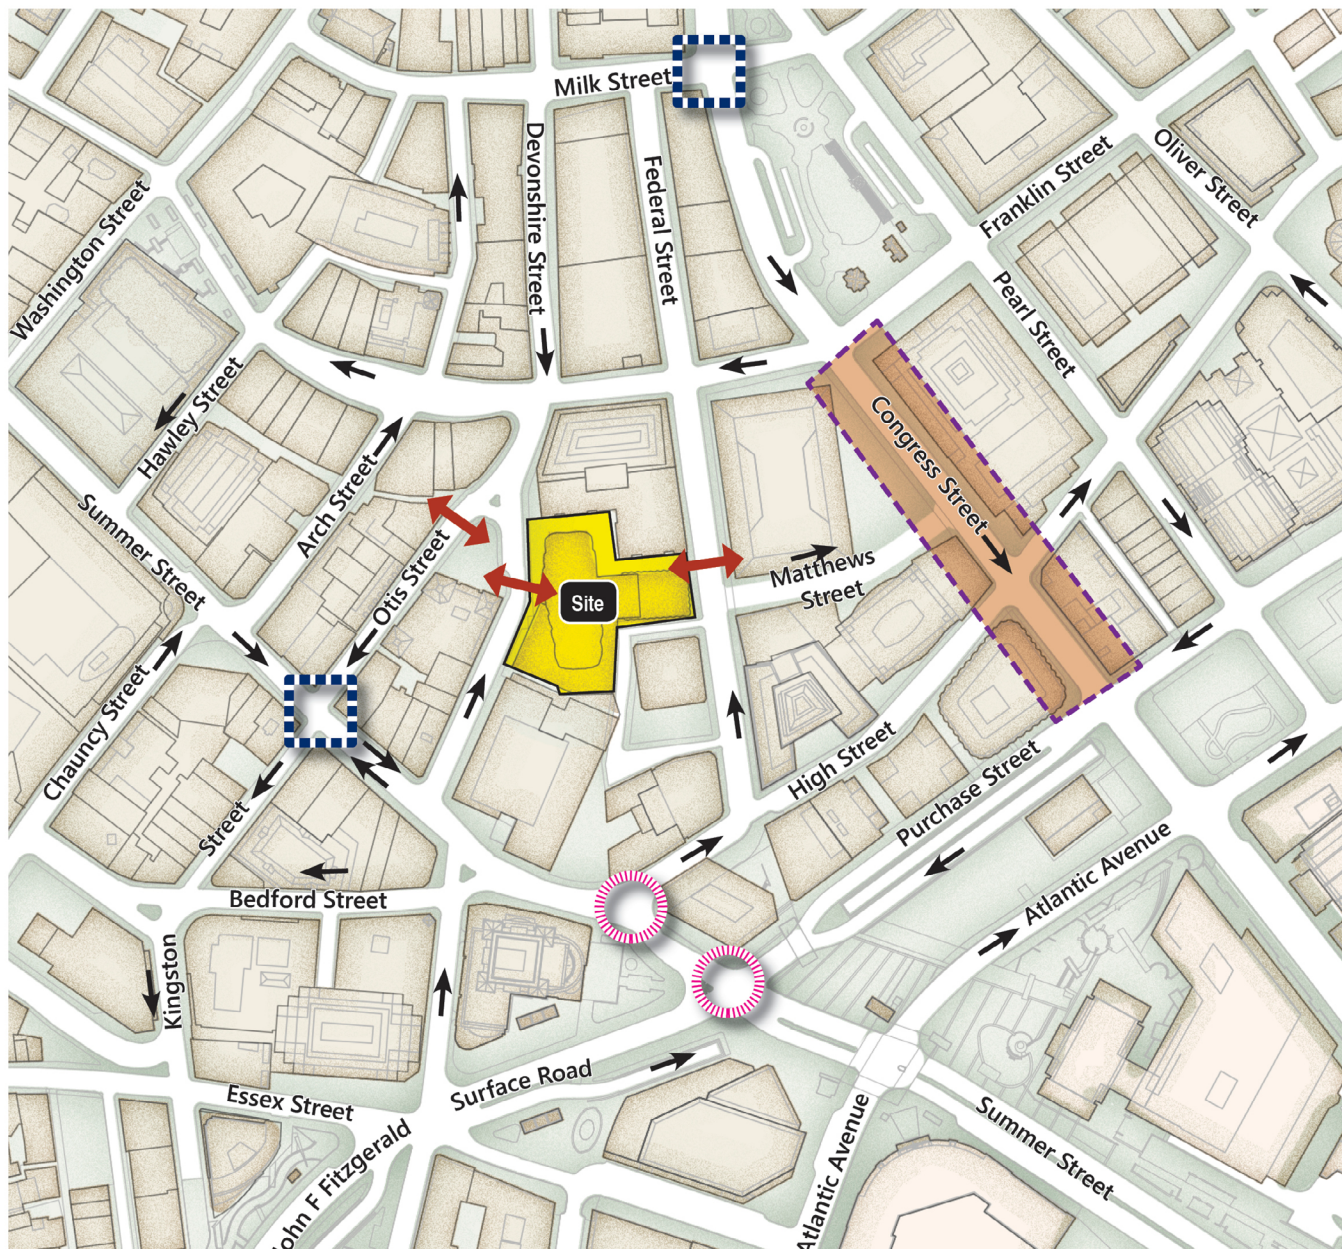 Milk Street
Devonshire Street
Federal Street
Franklin Street
Oliver Street
Washington Street
Pearl Street
Hawley Street
Congress Street
Arch Street
Summer Street
Otis Street
Matthews
Street
Site
Chauncy Street
High Street
Purchase Street
Street
Atlantic Avenue
Bedford Street
Kingston
Surface Road
Essex Street
John F Fitzgerald
Atlantic Avenue
Summer Street